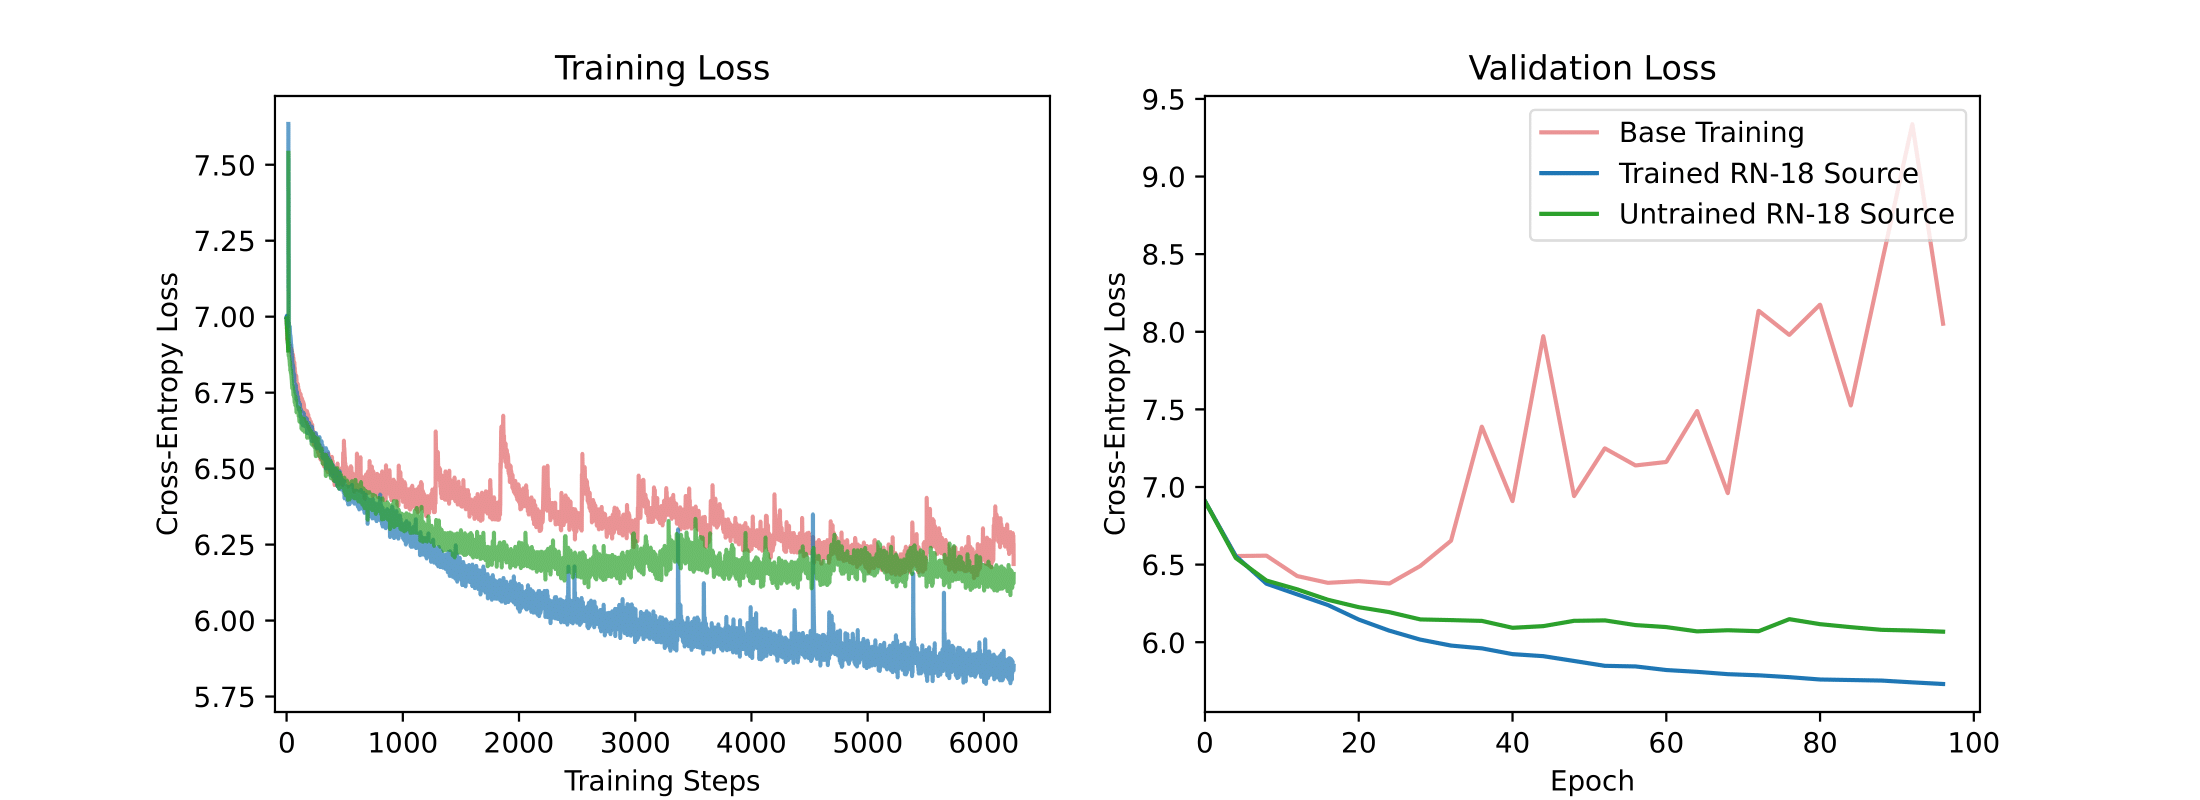 Training Loss
7.50
7.25
7.00
6.75
6.50
6.25
6.00
5.75
Cross-Entropy Loss
0 1000 2000 3000 4000 5000 6000
Training Steps
Validation Loss
9.5
9.0
8.5
8.0
7.5
7.0
6.5
6.0
Cross-Entropy Loss
Base Training
Trained RN-18 Source
Untrained RN-18 Source
0 20 40 60 80 100
Epoch